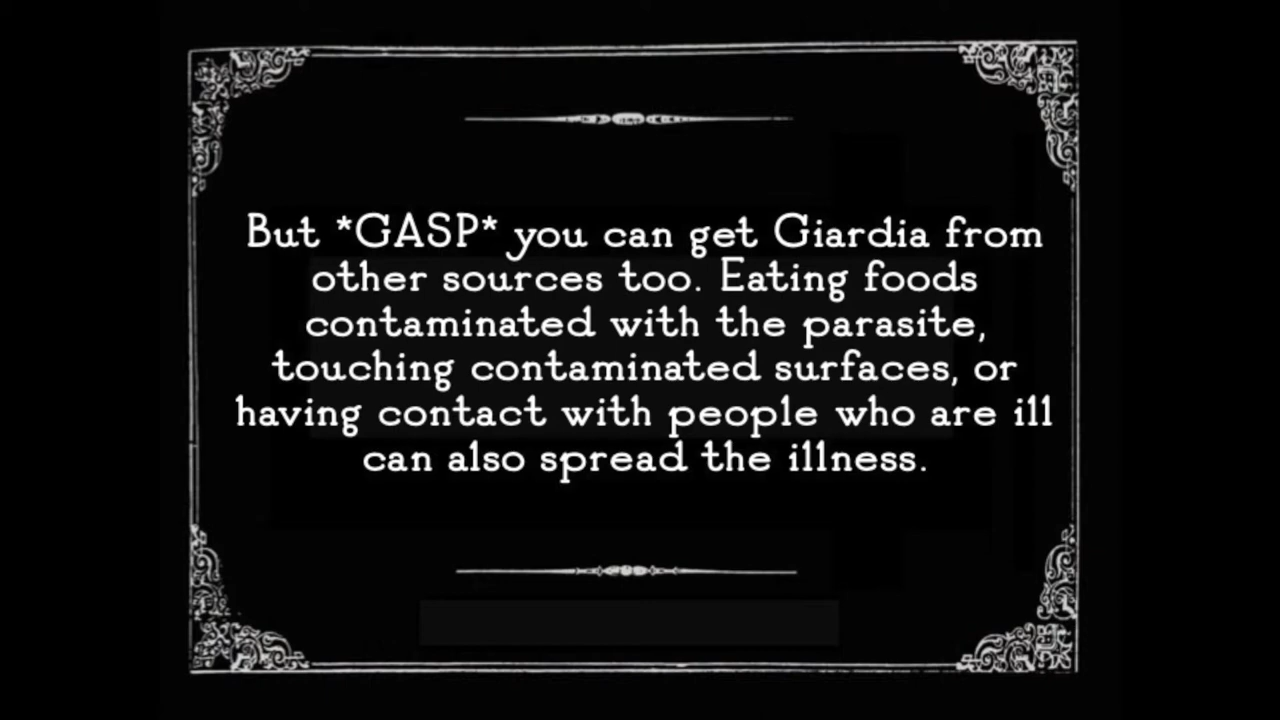 But *GASP* you can get Giardia from
other sources too. Eating foods
contaminated with the parasite,
touching contaminated surfaces, or
having contact with people who are ill
can also spread the illness.